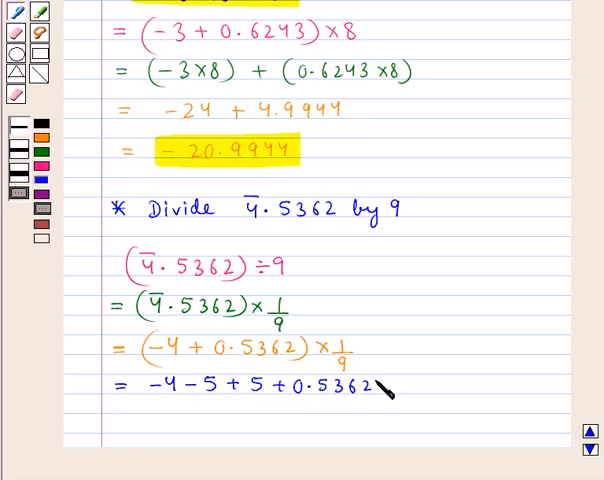 = (-3 + 0.6243) × 8
= (-3×8) + (0.6243×8)
= -24 + 4.9944
= - 20.9944
* Divide 4̅.5362 by 9
(4̅.5362) ÷ 9
= (4̅.5362) × 1/9
= (-4 + 0.5362) × 1/9
= -4 - 5 + 5 + 0.5362